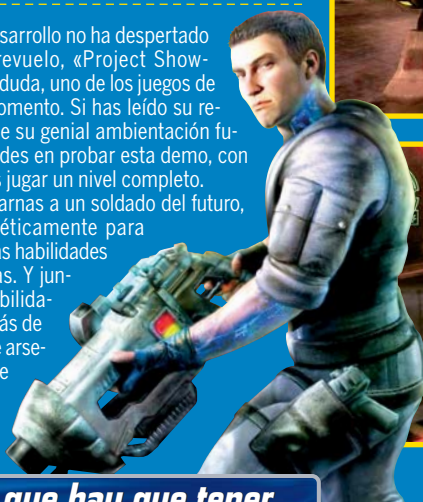 sarrollo no ha despertado
revuelo, «Project Show-
duda, uno de los juegos de
omento. Si has leído su re-
e su genial ambientación fu-
des en probar esta demo, con
s jugar un nivel completo.
arnas a un soldado del futuro,
éticamente para
as habilidades
as. Y jun-
bilida-
ás de
e arse-
e
que hay que tener